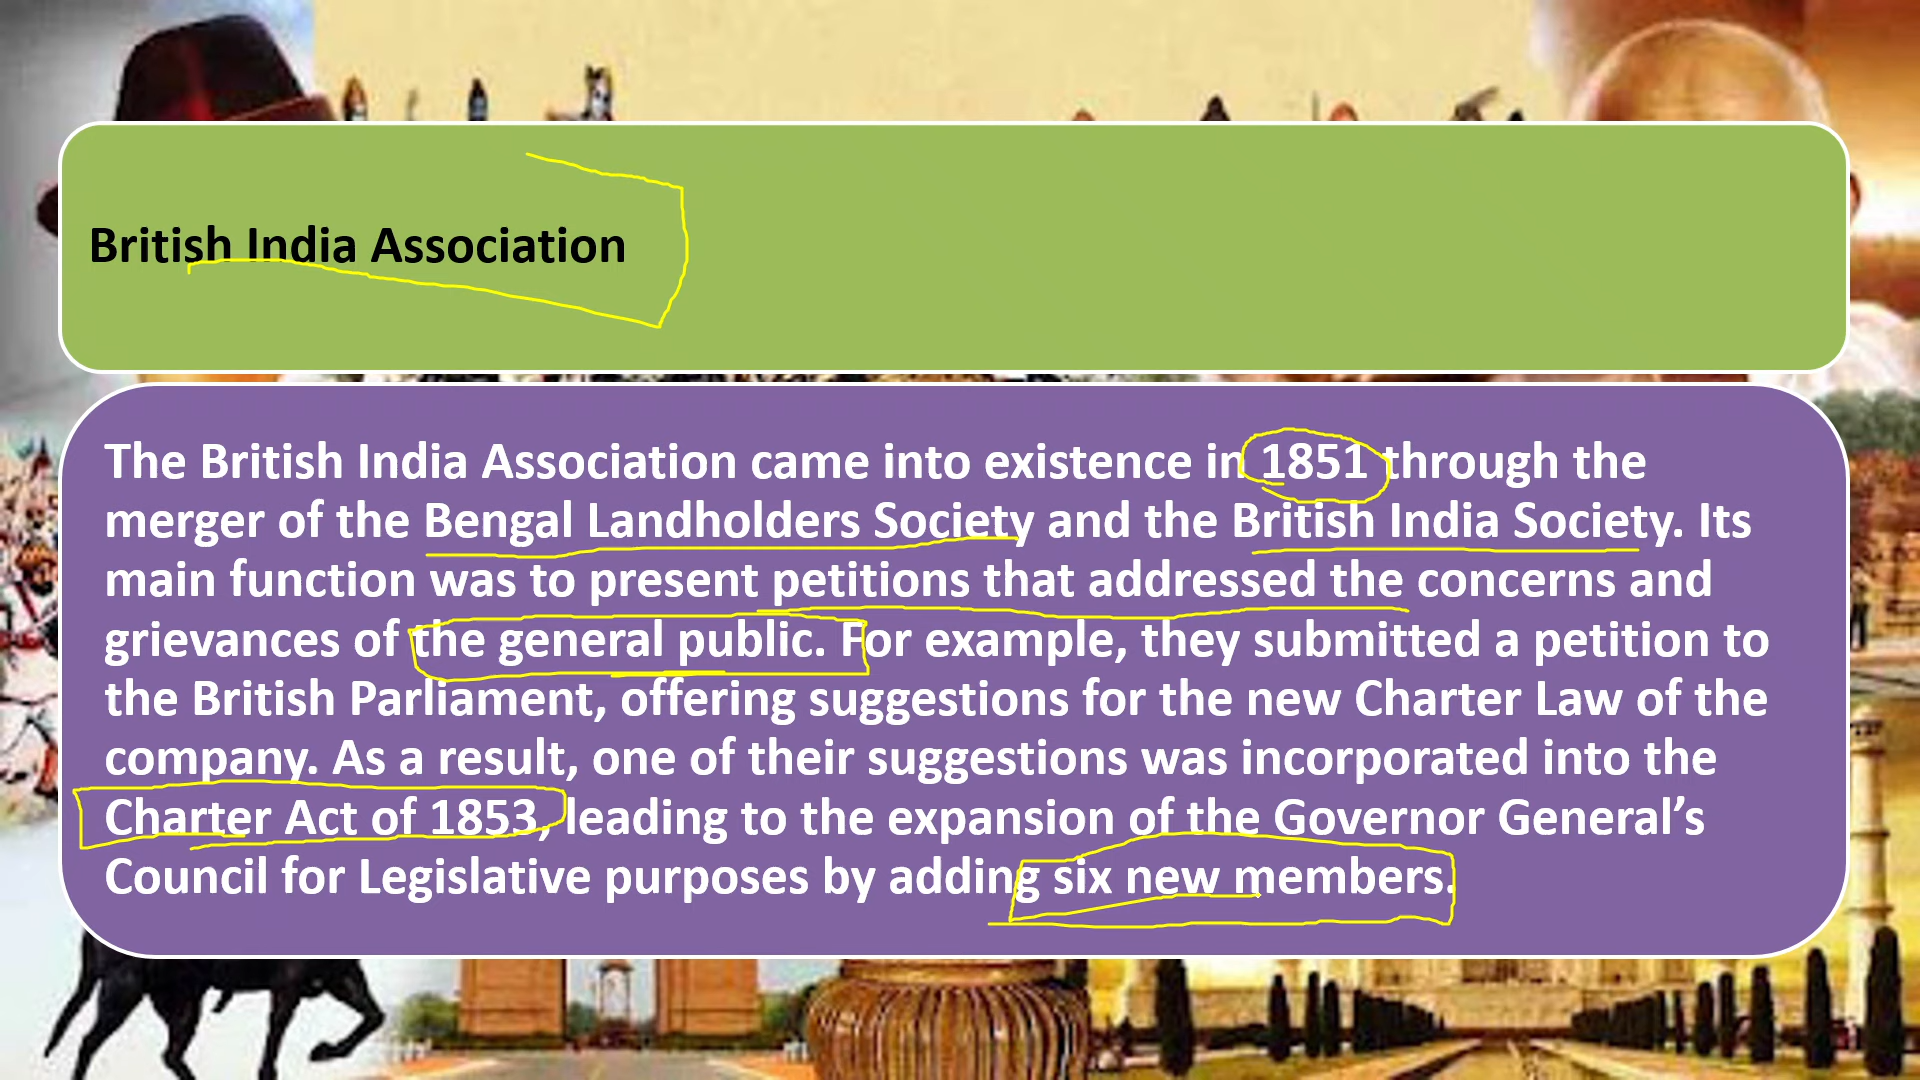 British India Association
The British India Association came into existence in 1851 through the
merger of the Bengal Landholders Society and the British India Society. Its
main function was to present petitions that addressed the concerns and
grievances of the general public. For example, they submitted a petition to
the British Parliament, offering suggestions for the new Charter Law of the
company. As a result, one of their suggestions was incorporated into the
Charter Act of 1853, leading to the expansion of the Governor General’s
Council for Legislative purposes by adding six new members.